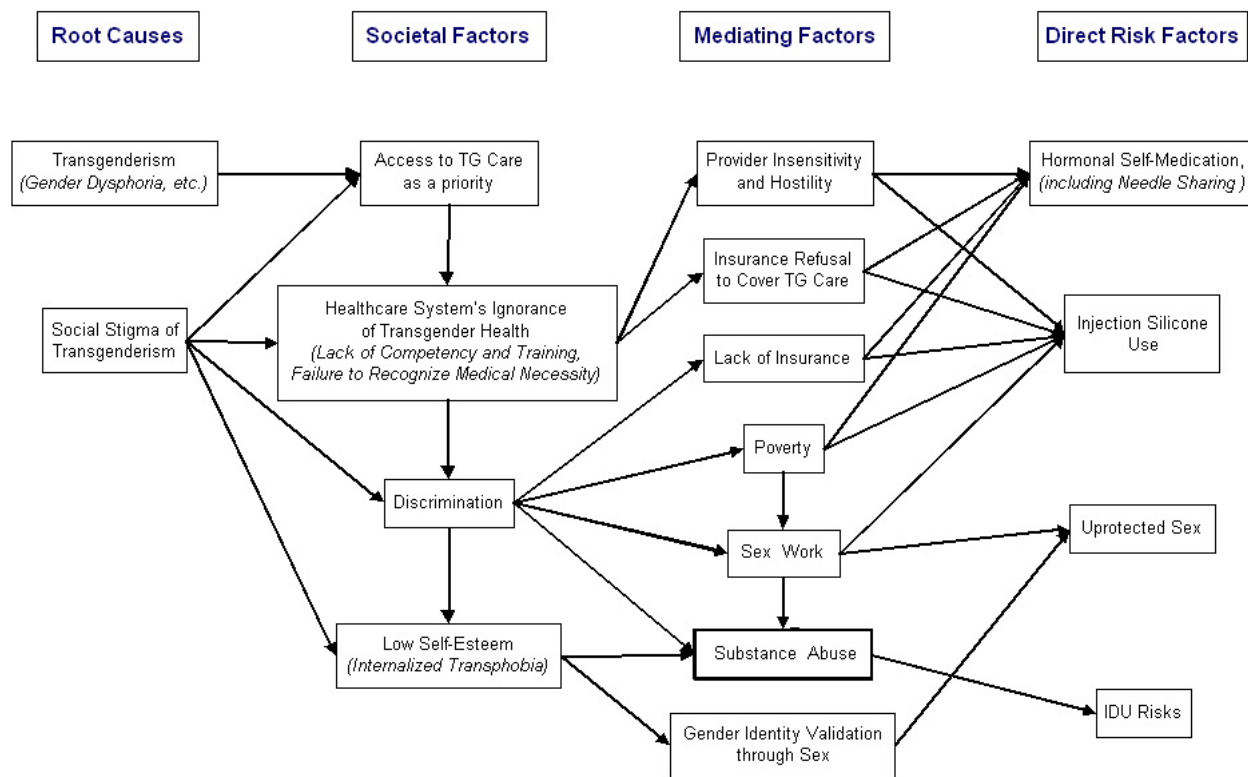 Root Causes
Societal Factors
Mediating Factors
Direct Risk Factors
Transgenderism
(Gender Dysphoria, etc.)
Social Stigma of
Transgenderism
Access to TG Care
as a priority
Healthcare System's Ignorance
of Transgender Health
(Lack of Competency and Training,
Failure to Recognize Medical Necessity)
Discrimination
Low Self-Esteem
(Internalized Transphobia)
Provider Insensitivity
and Hostility
Insurance Refusal
to Cover TG Care
Lack of Insurance
Poverty
Sex Work
Substance Abuse
Gender Identity Validation
through Sex
Hormonal Self-Medication,
(including Needle Sharing )
Injection Silicone
Use
Uprotected Sex
IDU Risks